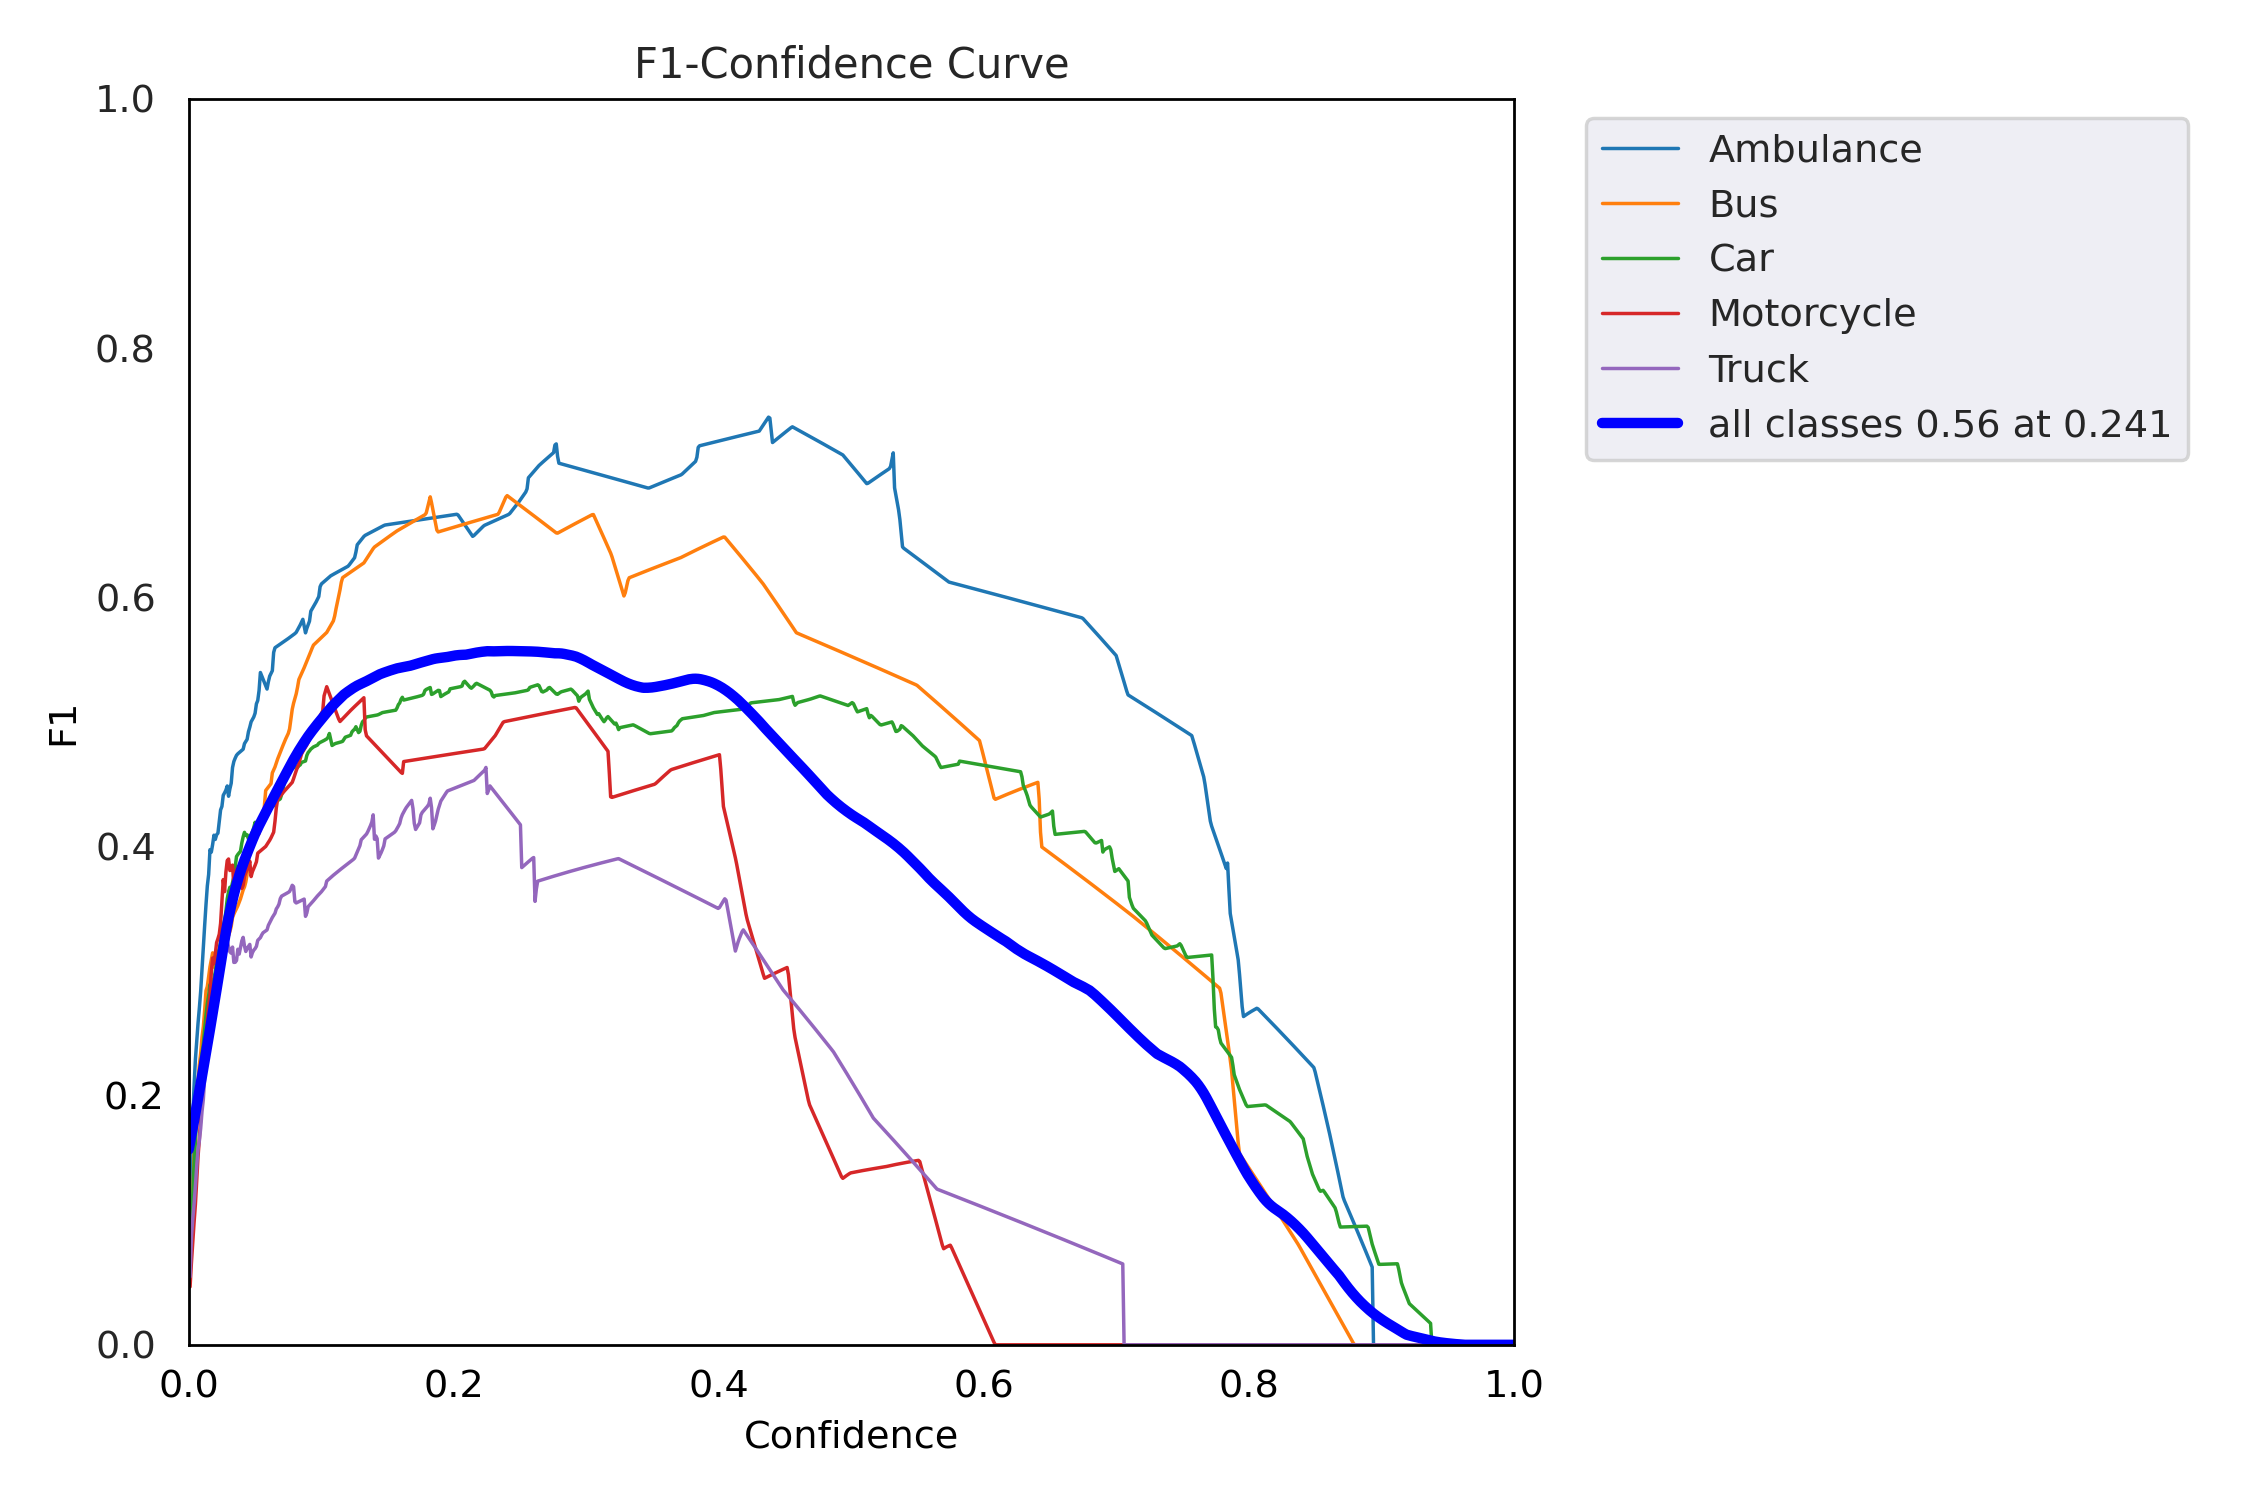 F1-Confidence Curve
1.0
0.8
0.6
0.4
0.2
0.0
F1
0.0 0.2 0.4 0.6 0.8 1.0
Confidence
Ambulance
Bus
Car
Motorcycle
Truck
all classes 0.56 at 0.241